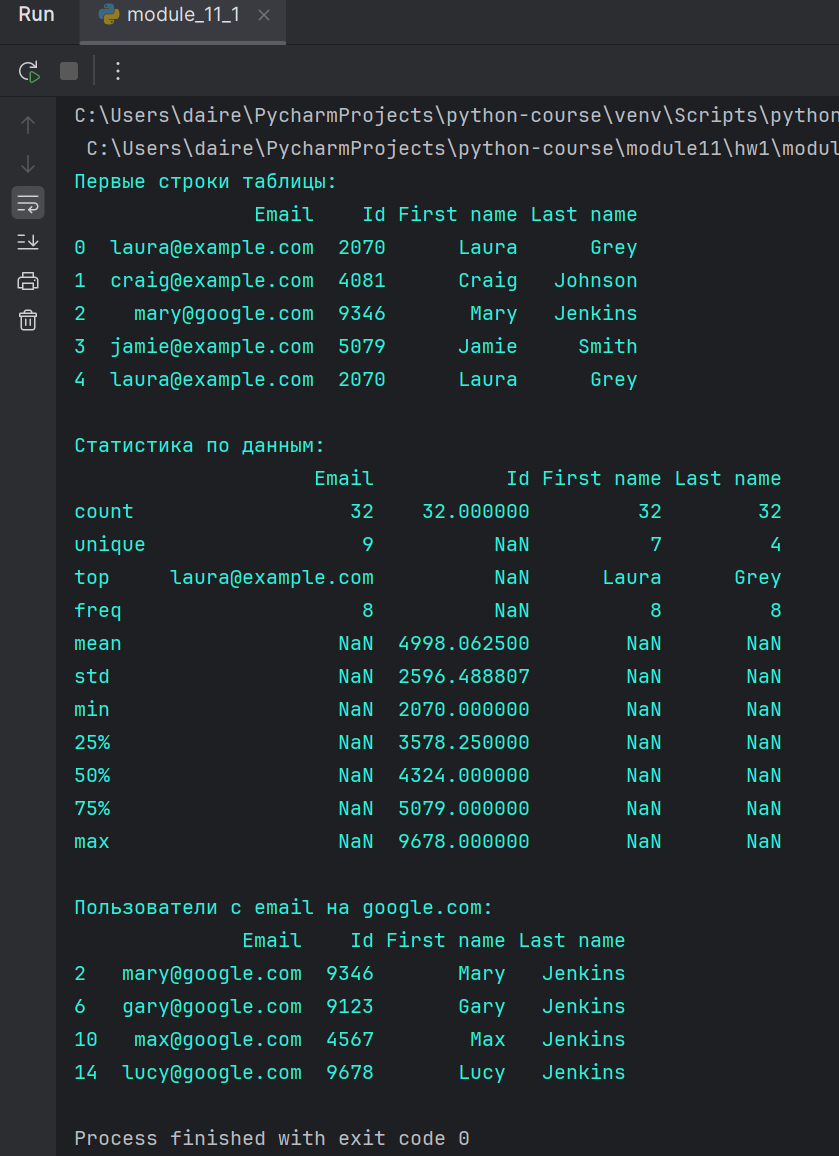 Run module_11_1
C:\Users\daire\PycharmProjects\python-course\venv\Scripts\python
C:\Users\daire\PycharmProjects\python-course\module11\hw1\modul
Первые строки таблицы:
Email Id First name Last name
0 laura@example.com 2070 Laura Grey
1 craig@example.com 4081 Craig Johnson
2 mary@google.com 9346 Mary Jenkins
3 jamie@example.com 5079 Jamie Smith
4 laura@example.com 2070 Laura Grey
Статистика по данным:
Email Id First name Last name
count 32 32.000000 32 32
unique 9 NaN 7 4
top laura@example.com NaN Laura Grey
freq 8 NaN 8 8
mean NaN 4998.062500 NaN NaN
std NaN 2596.488807 NaN NaN
min NaN 2070.000000 NaN NaN
25% NaN 3578.250000 NaN NaN
50% NaN 4324.000000 NaN NaN
75% NaN 5079.000000 NaN NaN
max NaN 9678.000000 NaN NaN
Пользователи с email на google.com:
Email Id First name Last name
2 mary@google.com 9346 Mary Jenkins
6 gary@google.com 9123 Gary Jenkins
10 max@google.com 4567 Max Jenkins
14 lucy@google.com 9678 Lucy Jenkins
Process finished with exit code 0